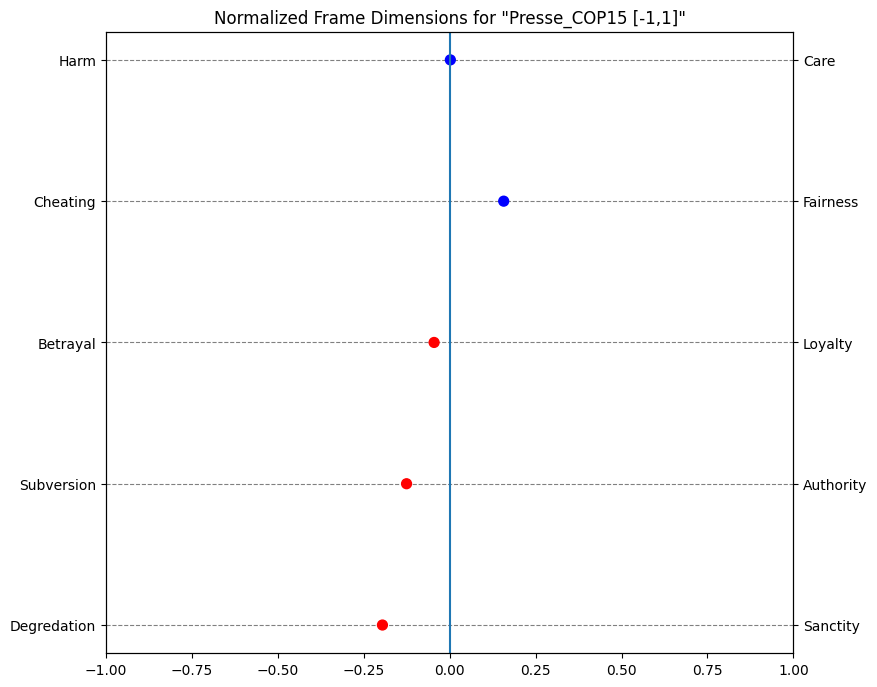 Normalized Frame Dimensions for "Presse_COP15 [-1,1]"
Harm Care
Cheating Fairness
Betrayal Loyalty
Subversion Authority
Degredation Sanctity
−1.00 −0.75 −0.50 −0.25 0.00 0.25 0.50 0.75 1.00